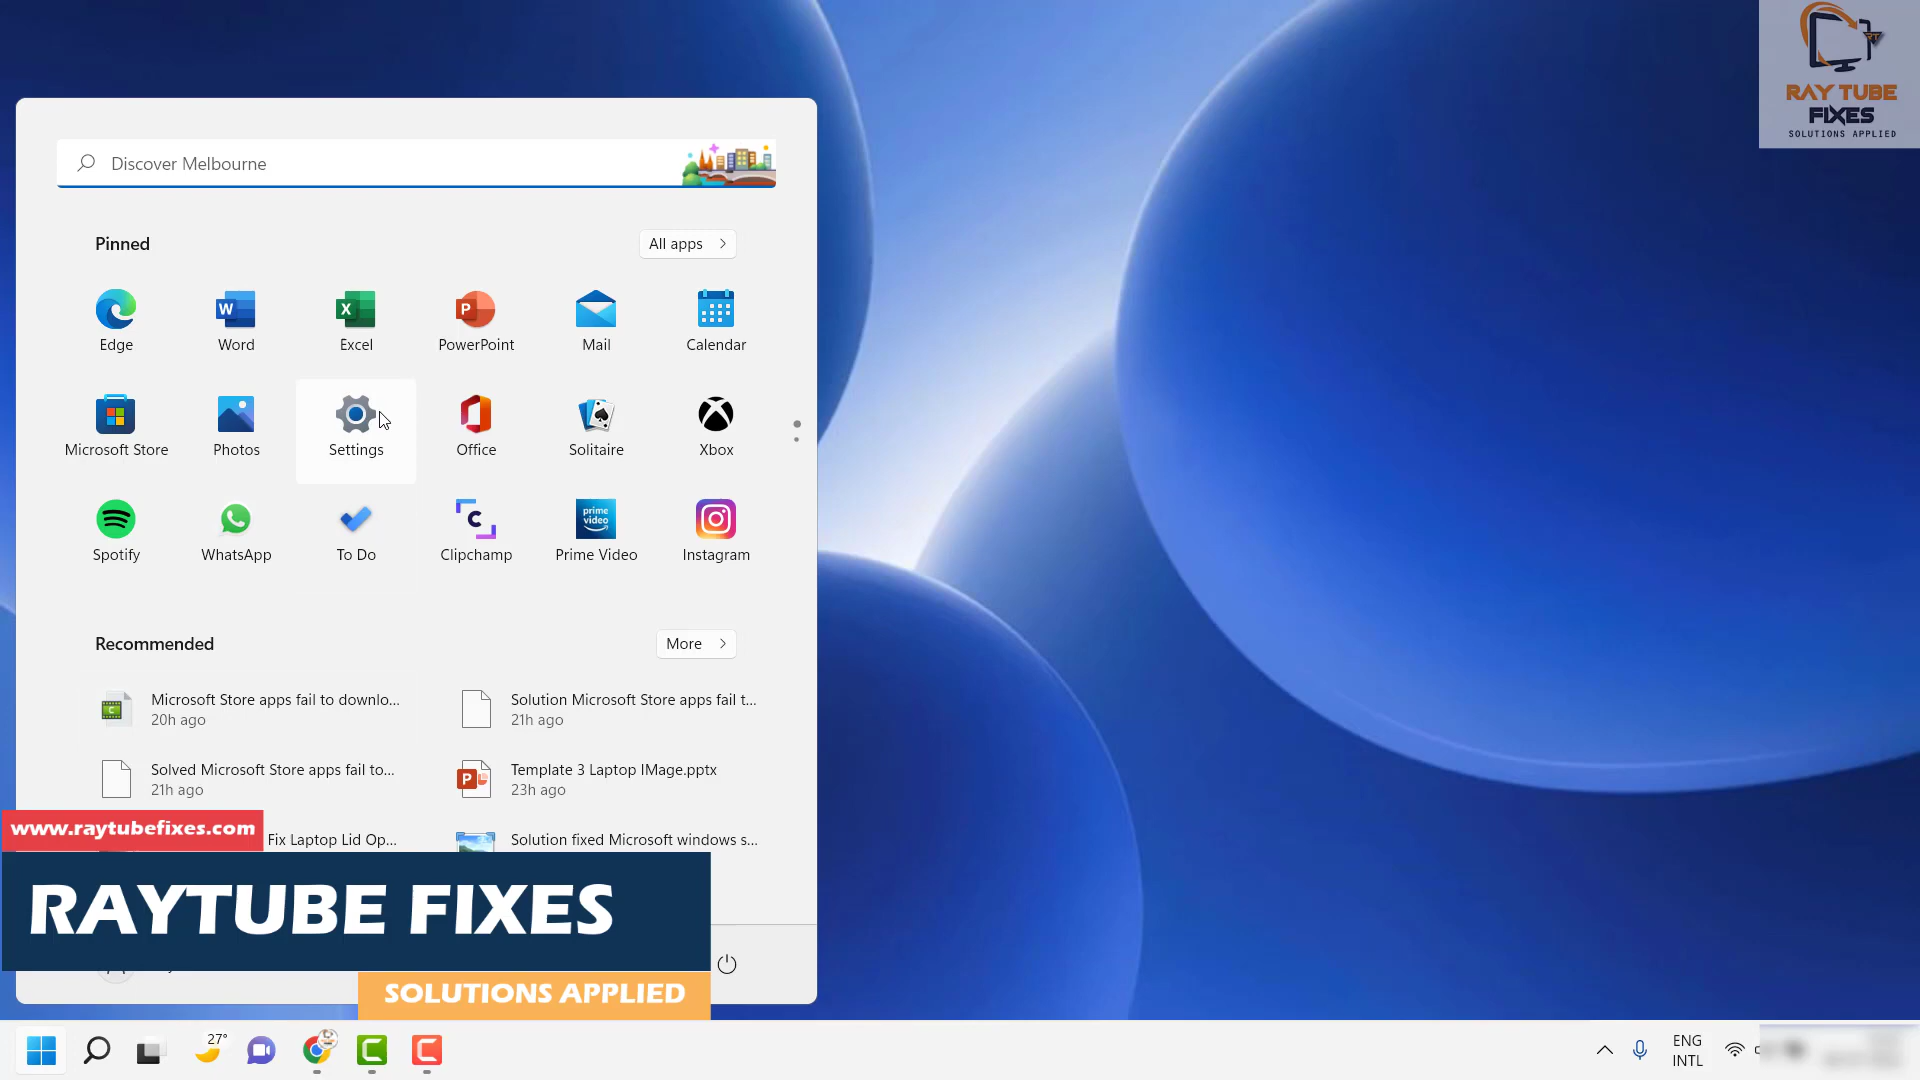 RAY TUBE
FIXES
SOLUTIONS APPLIED
Discover Melbourne
Pinned
All apps
Edge
Word
Excel
PowerPoint
Mail
Calendar
Microsoft Store
Photos
Settings
Office
Solitaire
Xbox
Spotify
WhatsApp
To Do
Clipchamp
prime
video
Prime Video
Instagram
Recommended
More
Microsoft Store apps fail to downlo...
20h ago
Solution Microsoft Store apps fail t...
21h ago
Solved Microsoft Store apps fail to...
21h ago
Template 3 Laptop IMage.pptx
23h ago
Fix Laptop Lid Op...
Solution fixed Microsoft windows s...
www.raytubefixes.com
RAYTUBE FIXES
SOLUTIONS APPLIED
27°
ENG
INTL